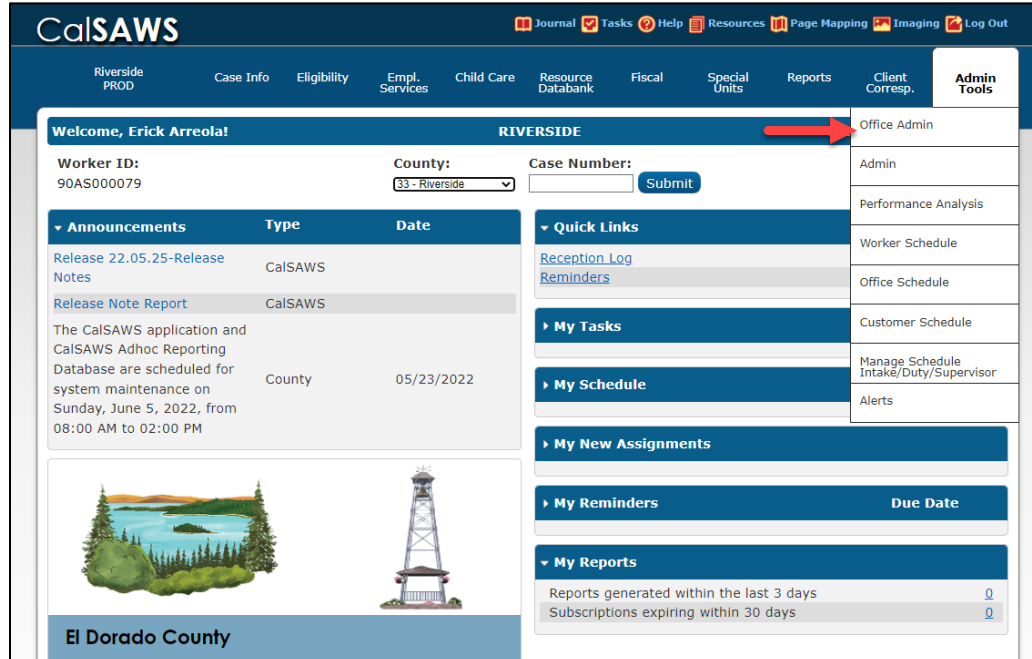 CalSAWS
Journal Tasks Help Resources Page Mapping Imaging Log Out
Riverside
PROD
Case Info
Eligibility
Empl.
Services
Child Care
Resource
Databank
Fiscal
Special
Units
Reports
Client
Corresp.
Admin
Tools
Office Admin
Admin
Performance Analysis
Worker Schedule
Office Schedule
Customer Schedule
Manage Schedule
Intake/Duty/Supervisor
Alerts
Welcome, Erick Arreola! RIVERSIDE
Worker ID: County: Case Number:
90AS000079 33 - Riverside Submit
Announcements Type Date
Release 22.05.25-Release
Notes
CalSAWS
Release Note Report CalSAWS
The CalSAWS application and
CalSAWS Adhoc Reporting
Database are scheduled for
system maintenance on
Sunday, June 5, 2022, from
08:00 AM to 02:00 PM
County 05/23/2022
El Dorado County
Quick Links
Reception Log
Reminders
My Tasks
My Schedule
My New Assignments
My Reminders Due Date
My Reports
Reports generated within the last 3 days 0
Subscriptions expiring within 30 days 0